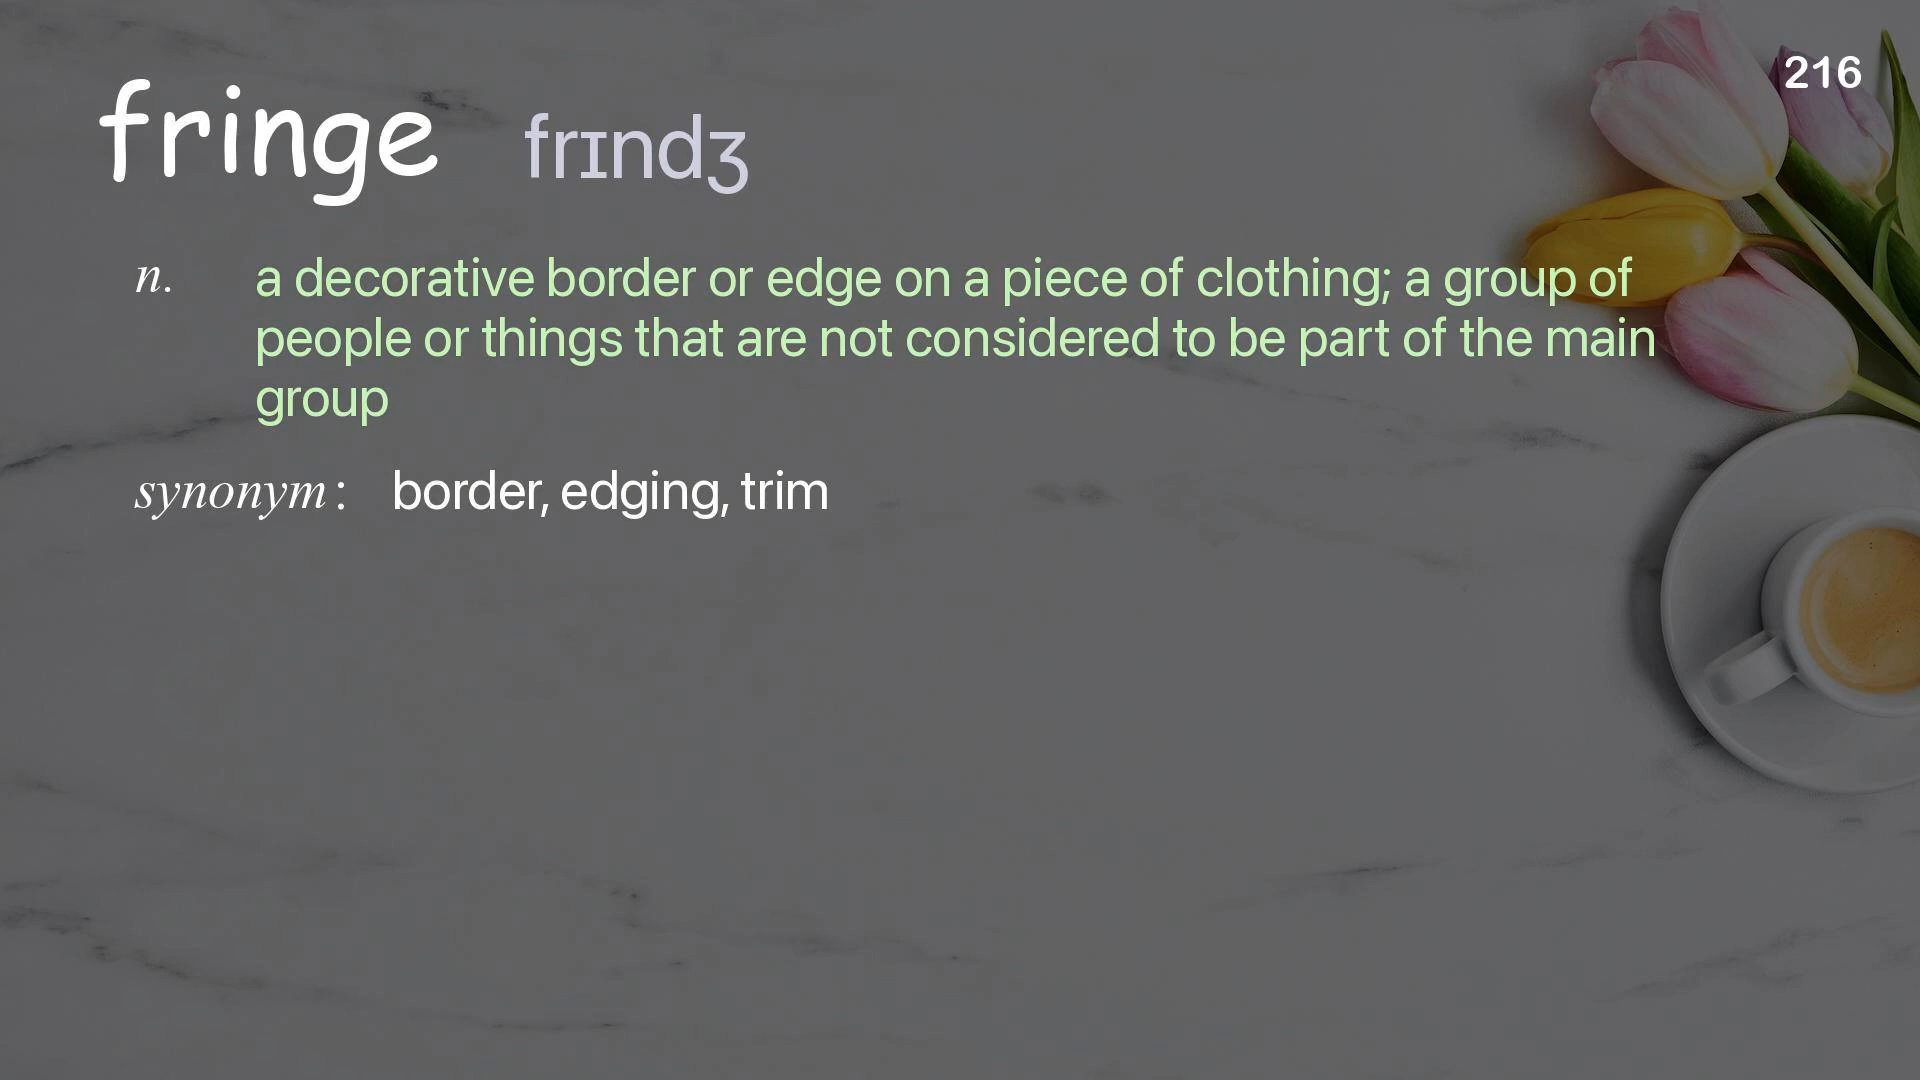 216
fringe frɪndʒ
n. a decorative border or edge on a piece of clothing; a group of
people or things that are not considered to be part of the main
group
synonym: border, edging, trim